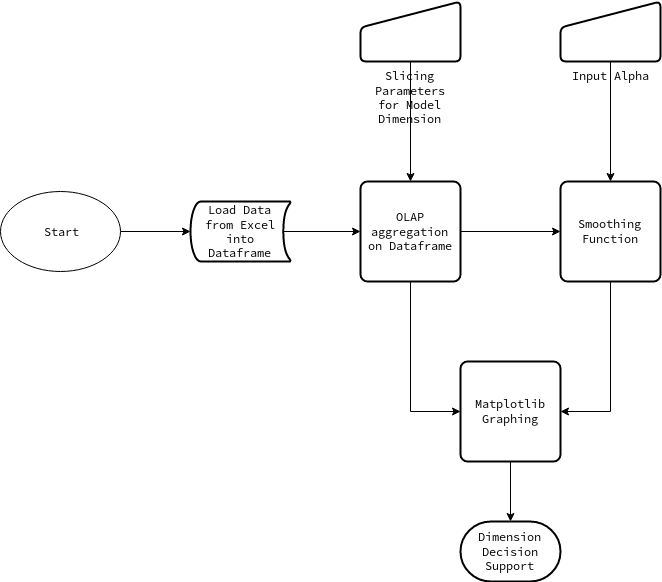 Slicing
Parameters
for Model
Dimension
Input Alpha
Start
Load Data
from Excel
into
Dataframe
OLAP
aggregation
on Dataframe
Smoothing
Function
Matplotlib
Graphing
Dimension
Decision
Support